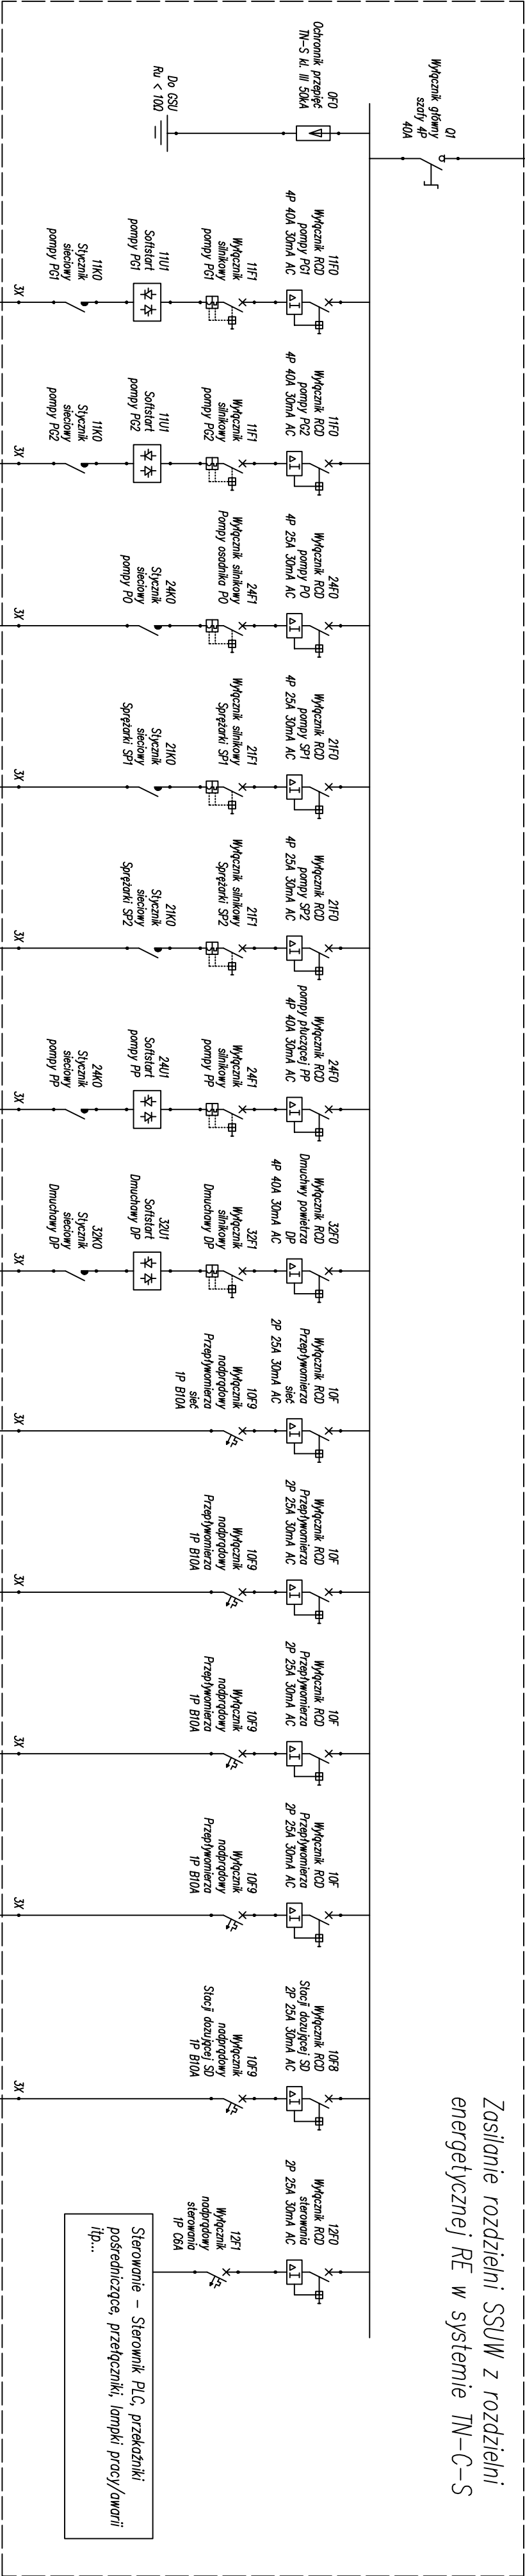 Zasilanie rozdzielni SSUW z rozdzielni
energetycznej RE w systemie TN-C-S
Q1
Wyłącznik główny
szafy 4P
40A
0F0
Ochronnik przepięć
TN-S kl. III 50kA
Do GSU
Ru < 10Ω
11F0
Wyłącznik RCD
pompy PG1
4P 40A 30mA AC
11F1
Wyłącznik
silnikowy
pompy PG1
11U1
Softstart
pompy PG1
11K0
Stycznik
sieciowy
pompy PG1
3X
11F0
Wyłącznik RCD
pompy PG2
4P 40A 30mA AC
11F1
Wyłącznik
silnikowy
pompy PG2
11U1
Softstart
pompy PG2
11K0
Stycznik
sieciowy
pompy PG2
3X
24F0
Wyłącznik RCD
pompy PO
4P 25A 30mA AC
24F1
Wyłącznik silnikowy
Pompy osadnika PO
24K0
Stycznik
sieciowy
pompy PO
3X
21F0
Wyłącznik RCD
pompy SP1
4P 25A 30mA AC
21F1
Wyłącznik silnikowy
Sprężarki SP1
21K0
Stycznik
sieciowy
Sprężarki SP1
3X
21F0
Wyłącznik RCD
pompy SP2
4P 25A 30mA AC
21F1
Wyłącznik silnikowy
Sprężarki SP2
21K0
Stycznik
sieciowy
Sprężarki SP2
3X
24F0
Wyłącznik RCD
pompy płuczącej PP
4P 40A 30mA AC
24F1
Wyłącznik
silnikowy
pompy PP
24U1
Softstart
pompy PP
24K0
Stycznik
sieciowy
pompy PP
3X
32F0
Wyłącznik RCD
Dmuchwy powietrza
DP
4P 40A 30mA AC
32F1
Wyłącznik
silnikowy
Dmuchawy DP
32U1
Softstart
Dmuchawy DP
32K0
Stycznik
sieciowy
Dmuchawy DP
3X
10F
Wyłącznik RCD
Przepływomierza
sieć
2P 25A 30mA AC
10F9
Wyłącznik
nadprądowy
Przepływomierza
sieć
1P B10A
3X
10F
Wyłącznik RCD
Przepływomierza
2P 25A 30mA AC
10F9
Wyłącznik
nadprądowy
Przepływomierza
1P B10A
3X
10F
Wyłącznik RCD
Przepływomierza
2P 25A 30mA AC
10F9
Wyłącznik
nadprądowy
Przepływomierza
1P B10A
3X
10F
Wyłącznik RCD
Przepływomierza
2P 25A 30mA AC
10F9
Wyłącznik
nadprądowy
Przepływomierza
1P B10A
3X
10F8
Wyłącznik RCD
Stacji dozującej SD
2P 25A 30mA AC
10F9
Wyłącznik
nadprądowy
Stacji dozującej SD
1P B10A
3X
12F0
Wyłącznik RCD
sterowania
2P 25A 30mA AC
12F1
Wyłącznik
nadprądowy
sterowania
1P C6A
Sterowanie – Sterownik PLC, przekaźniki
pośredniczące, przełączniki, lampki pracy/awarii
itp...